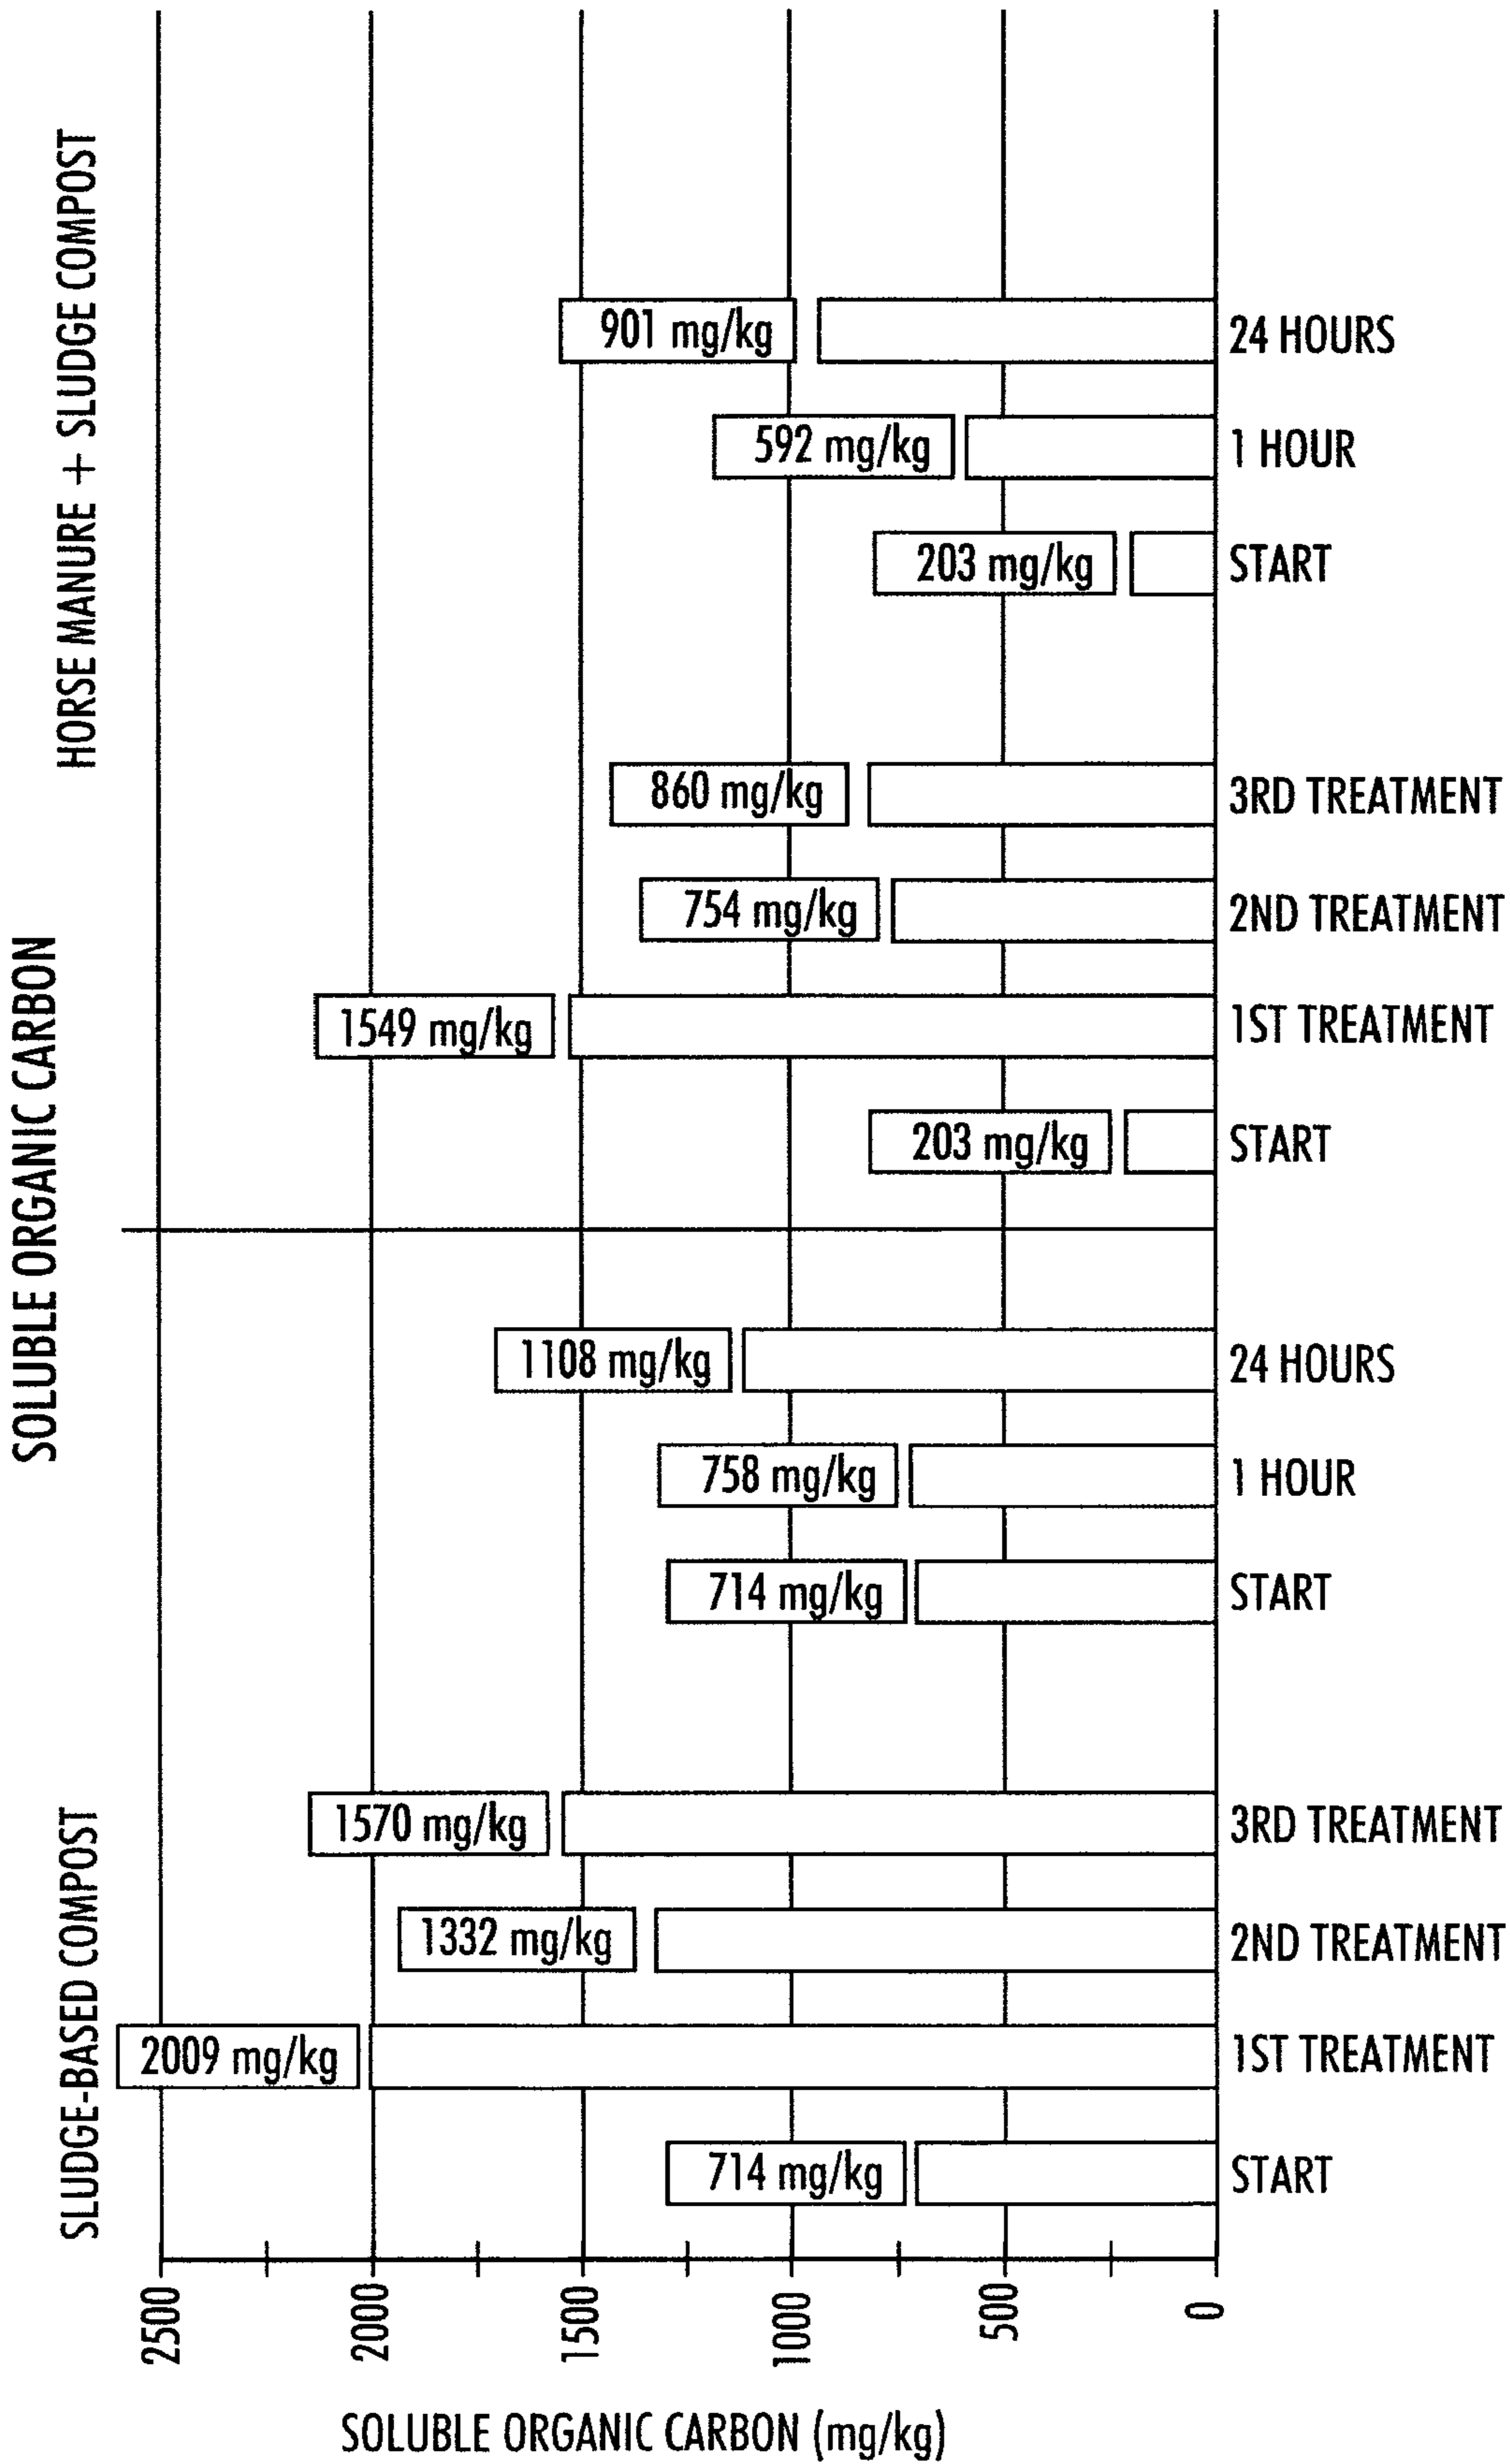 SOLUBLE ORGANIC CARBON
SLUDGE-BASED COMPOST
HORSE MANURE + SLUDGE COMPOST
SOLUBLE ORGANIC CARBON (mg/kg)
2500
2000
1500
1000
500
0
714 mg/kg
2009 mg/kg
1332 mg/kg
1570 mg/kg
714 mg/kg
758 mg/kg
1108 mg/kg
203 mg/kg
1549 mg/kg
754 mg/kg
860 mg/kg
203 mg/kg
592 mg/kg
901 mg/kg
START
1ST TREATMENT
2ND TREATMENT
3RD TREATMENT
START
1 HOUR
24 HOURS
START
1ST TREATMENT
2ND TREATMENT
3RD TREATMENT
START
1 HOUR
24 HOURS